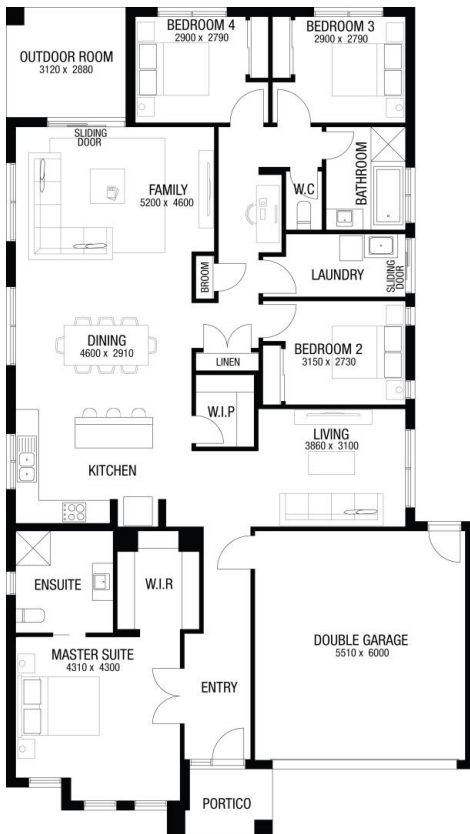 BEDROOM 4
2900 x 2790
BEDROOM 3
2900 x 2790
OUTDOOR ROOM
3120 x 2880
SLIDING
DOOR
FAMILY
5200 x 4600
W.C
BATHROOM
BROOM
LAUNDRY
SLIDING
DOOR
DINING
4600 x 2910
LINEN
BEDROOM 2
3150 x 2730
W.I.P
LIVING
3860 x 3100
KITCHEN
ENSUITE
W.I.R
MASTER SUITE
4310 x 4300
ENTRY
DOUBLE GARAGE
5510 x 6000
PORTICO